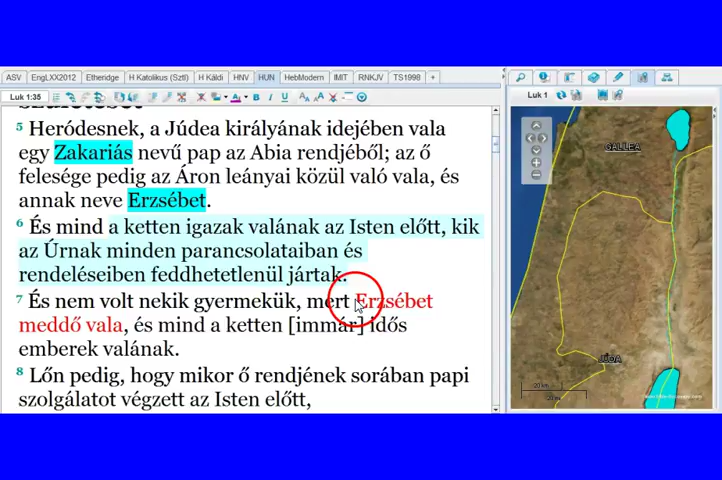 ASV EngLXX2012 Etheridge H Katolikus (SztI) H Káldi HNV HUN HebModern IMIT RNKJV TS1998 +
Luk 1:35
Luk 1
5 Heródesnek, a Júdea királyának idejében vala
egy Zakariás nevű pap az Abia rendjéből; az ő
felesége pedig az Áron leányai közül való vala, és
annak neve Erzsébet.
6 És mind a ketten igazak valának az Isten előtt, kik
az Úrnak minden parancsolataiban és
rendeléseiben feddhetetlenül jártak.
7 És nem volt nekik gyermekük, mert Erzsébet
meddő vala, és mind a ketten [immár] idős
emberek valának.
8 Lőn pedig, hogy mikor ő rendjének sorában papi
szolgálatot végzett az Isten előtt,
GALILEA
JÚDA
20 km